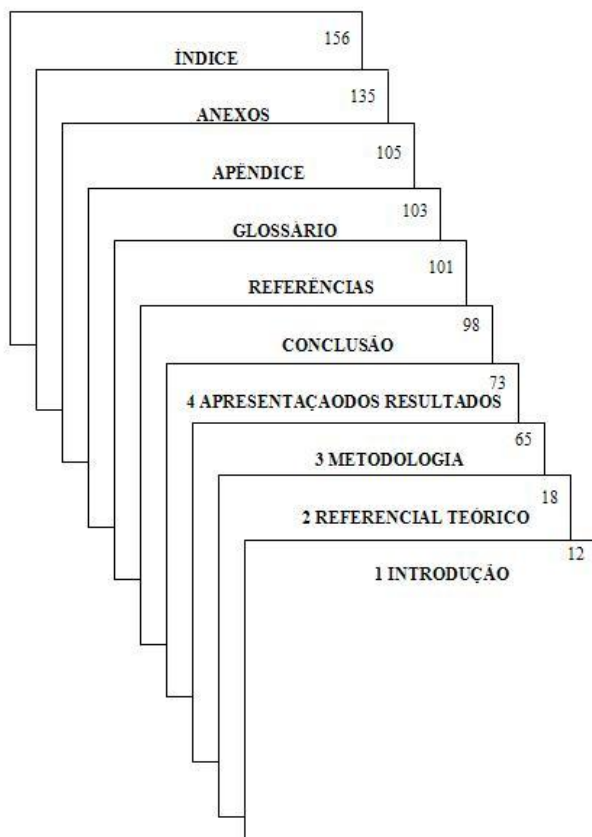 156
ÍNDICE
135
ANEXOS
105
APÊNDICE
103
GLOSSÁRIO
101
REFERÊNCIAS
98
CONCLUSÃO
73
4 APRESENTAÇAODOS RESULTADOS
65
3 METODOLOGIA
18
2 REFERENCIAL TEÓRICO
12
1 INTRODUÇÃO